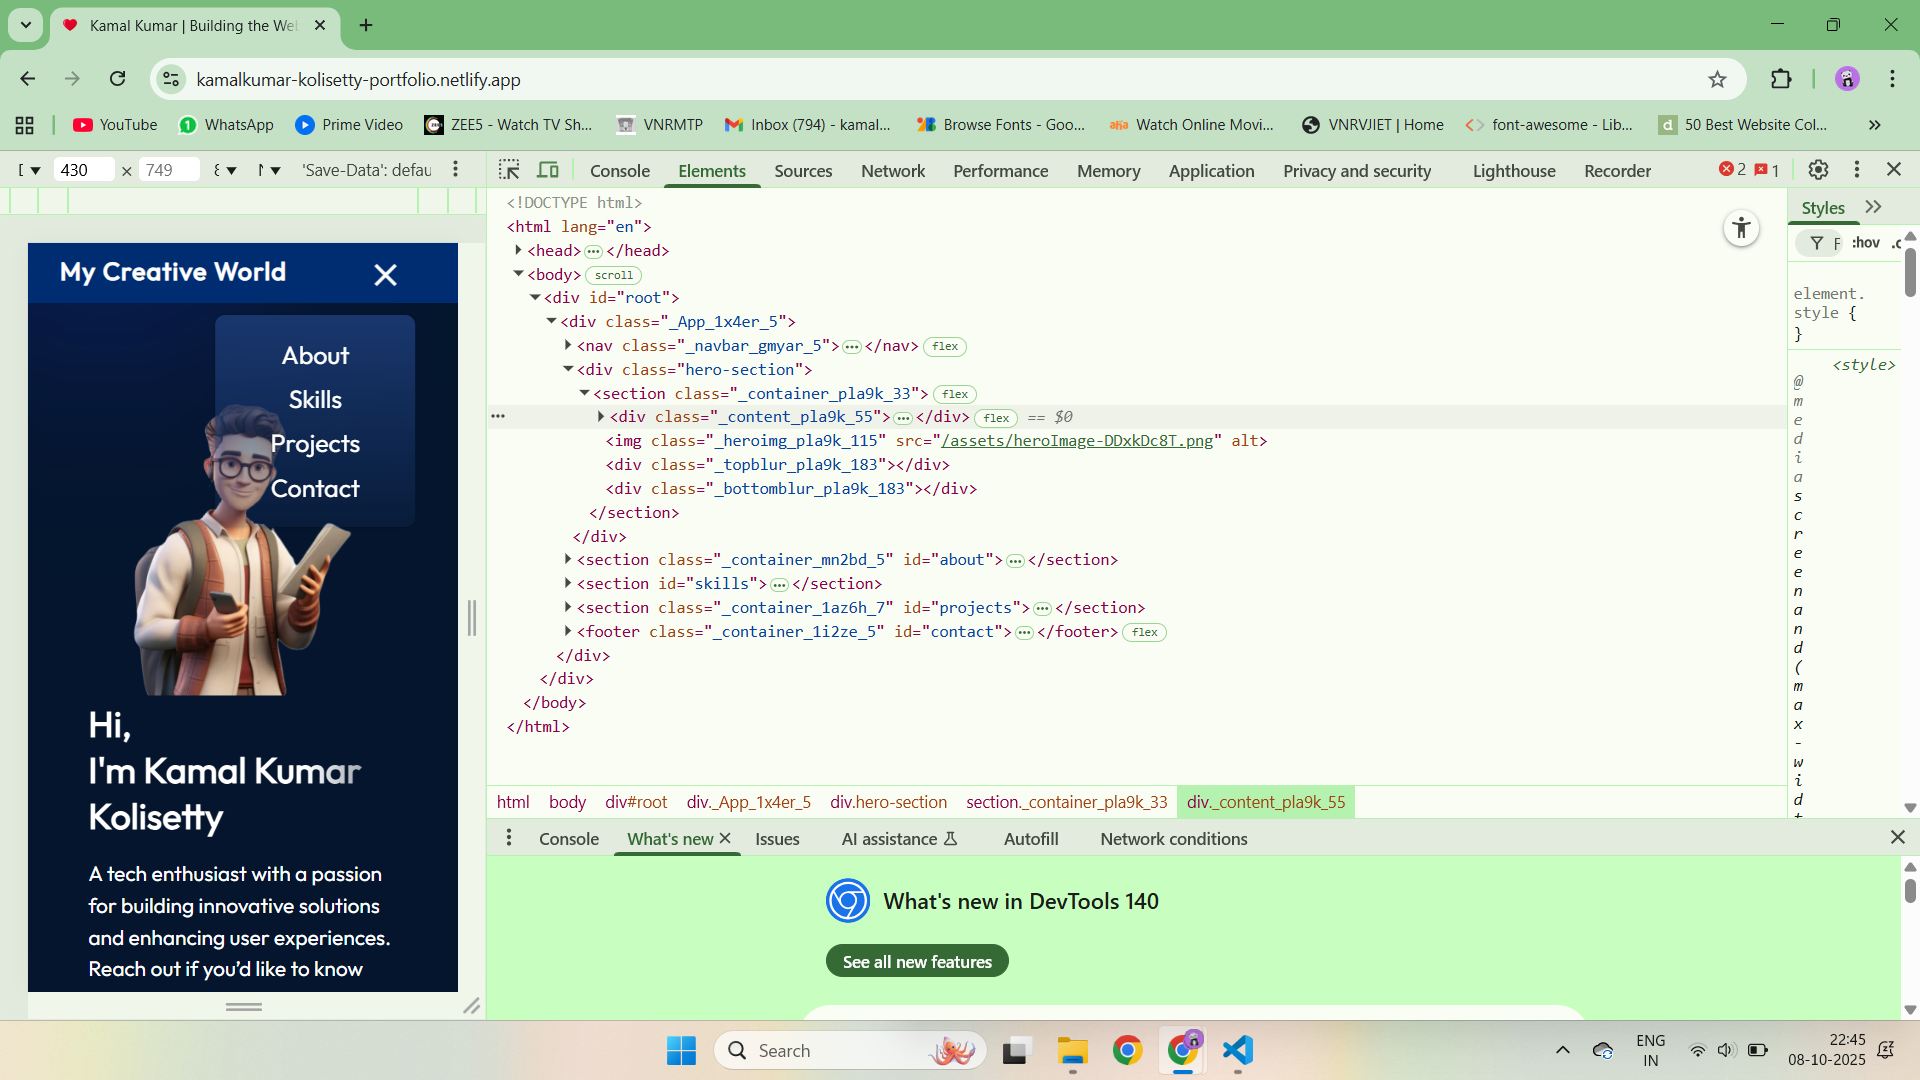 Kamal Kumar | Building the We
kamalkumar-kolisetty-portfolio.netlify.app
YouTube
WhatsApp
Prime Video
ZEE5 - Watch TV Sh...
VNRMTP
Inbox (794) - kamal...
Browse Fonts - Goo...
Watch Online Movi...
VNRVJIET | Home
font-awesome - Lib...
50 Best Website Col...
430 × 749 'Save-Data': defau
Console Elements Sources Network Performance Memory Application Privacy and security Lighthouse Recorder 2 1
My Creative World
About
Skills
Projects
Contact
Hi,
I'm Kamal Kumar
Kolisetty
A tech enthusiast with a passion
for building innovative solutions
and enhancing user experiences.
Reach out if you’d like to know
<!DOCTYPE html>
<html lang="en">
<head>…</head>
<body> scroll
<div id="root">
<div class="_App_1x4er_5">
<nav class="_navbar_gmyar_5">…</nav> flex
<div class="hero-section">
<section class="_container_pla9k_33"> flex
<div class="_content_pla9k_55">…</div> flex == $0
<img class="_heroimg_pla9k_115" src="/assets/heroImage-DDxkDc8T.png" alt>
<div class="_topblur_pla9k_183"></div>
<div class="_bottomblur_pla9k_183"></div>
</section>
</div>
<section class="_container_mn2bd_5" id="about">…</section>
<section id="skills">…</section>
<section class="_container_1az6h_7" id="projects">…</section>
<footer class="_container_1i2ze_5" id="contact">…</footer> flex
</div>
</div>
</body>
</html>
html body div#root div._App_1x4er_5 div.hero-section section._container_pla9k_33 div._content_pla9k_55
Styles
F :hov .c
element.
style {
}
<style>
@
m
e
d
i
a
s
c
r
e
e
n
a
n
d
(
m
a
x
-
w
i
d
t
Console What's new Issues AI assistance Autofill Network conditions
What's new in DevTools 140
See all new features
Search
ENG
IN
22:45
08-10-2025